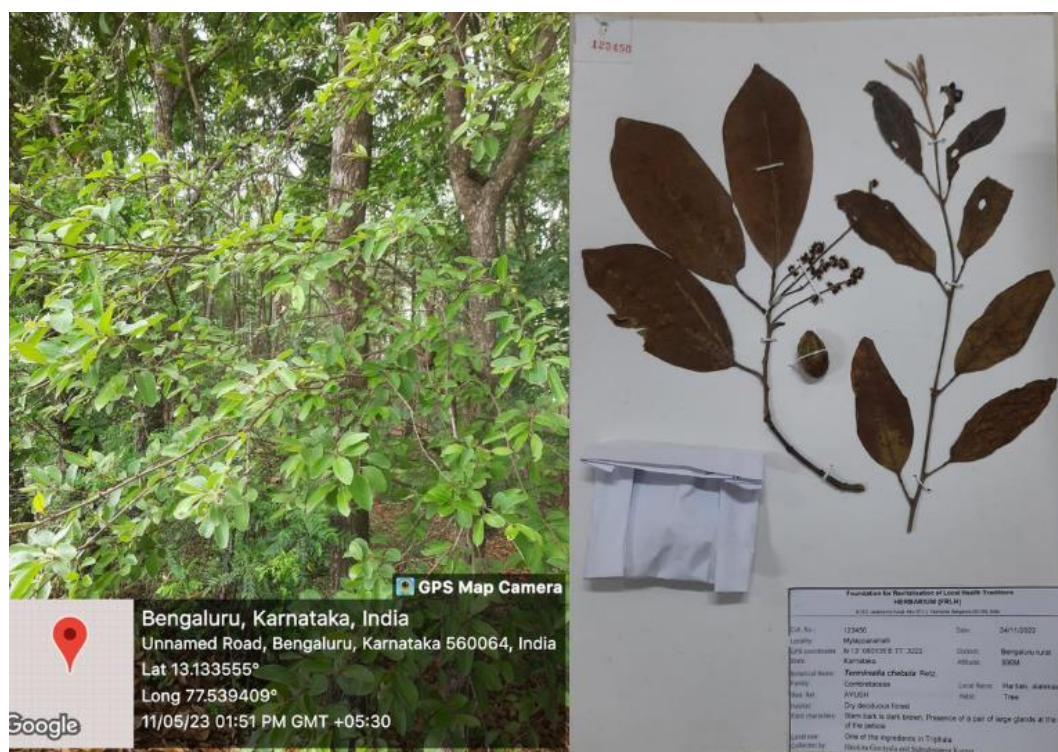 GPS Map Camera
Bengaluru, Karnataka, India
Unnamed Road, Bengaluru, Karnataka 560064, India
Lat 13.133555°
Long 77.539409°
11/05/23 01:51 PM GMT +05:30
Google
123450
Foundation for Revitalisation of Local Health Traditions
HERBARIUM (FRLH)
Coll. No.: 123450 Date: 24/11/2022
Locality:
State: Karnataka District: Bengaluru rural
Altitude:
Botanical Name: Terminalia chebula Retz.
Family: Combretaceae Local Name:
AYUSH Habit: Tree
Habitat: Dry deciduous forest
Stem bark is dark brown, Presence of a pair of large glands at the
of the petiole
Local use: One of the ingredients in Triphala
Collected by: